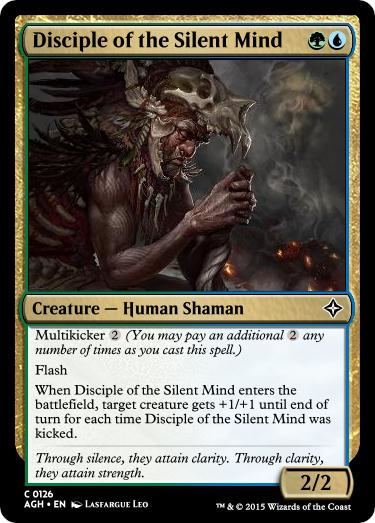 Disciple of the Silent Mind
Creature — Human Shaman
Multikicker 2 (You may pay an additional 2 any
number of times as you cast this spell.)
Flash
When Disciple of the Silent Mind enters the
battlefield, target creature gets +1/+1 until end of
turn for each time Disciple of the Silent Mind was
kicked.
Through silence, they attain clarity. Through clarity,
they attain strength.
2/2
C 0126
AGH • EN Lasfargue Leo
™ & © 2015 Wizards of the Coast